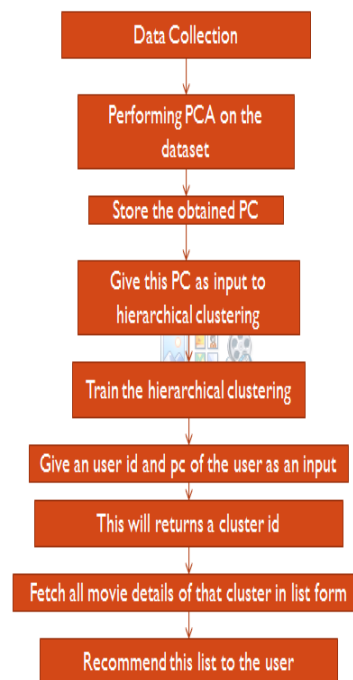 Data Collection
Performing PCA on the
dataset
Store the obtained PC
Give this PC as input to
hierarchical clustering
Train the hierarchical clustering
Give an user id and pc of the user as an input
This will returns a cluster id
Fetch all movie details of that cluster in list form
Recommend this list to the user